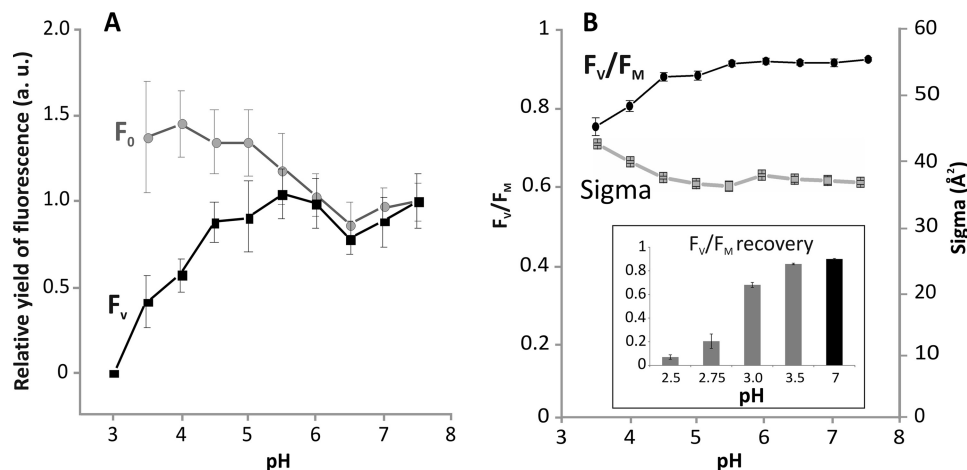 A
Relative yield of fluorescence (a. u.)
2.0
1.5
1.0
0.5
0
F0
Fv
3 4 5 6 7 8
pH
B
FV/FM
1
0.8
0.6
0.4
0.2
0
FV/FM
Sigma
Sigma (Å²)
60
50
40
30
20
10
0
FV/FM recovery
1
0.8
0.6
0.4
0.2
0
2.5 2.75 3.0 3.5 7
pH
3 4 5 6 7 8
pH